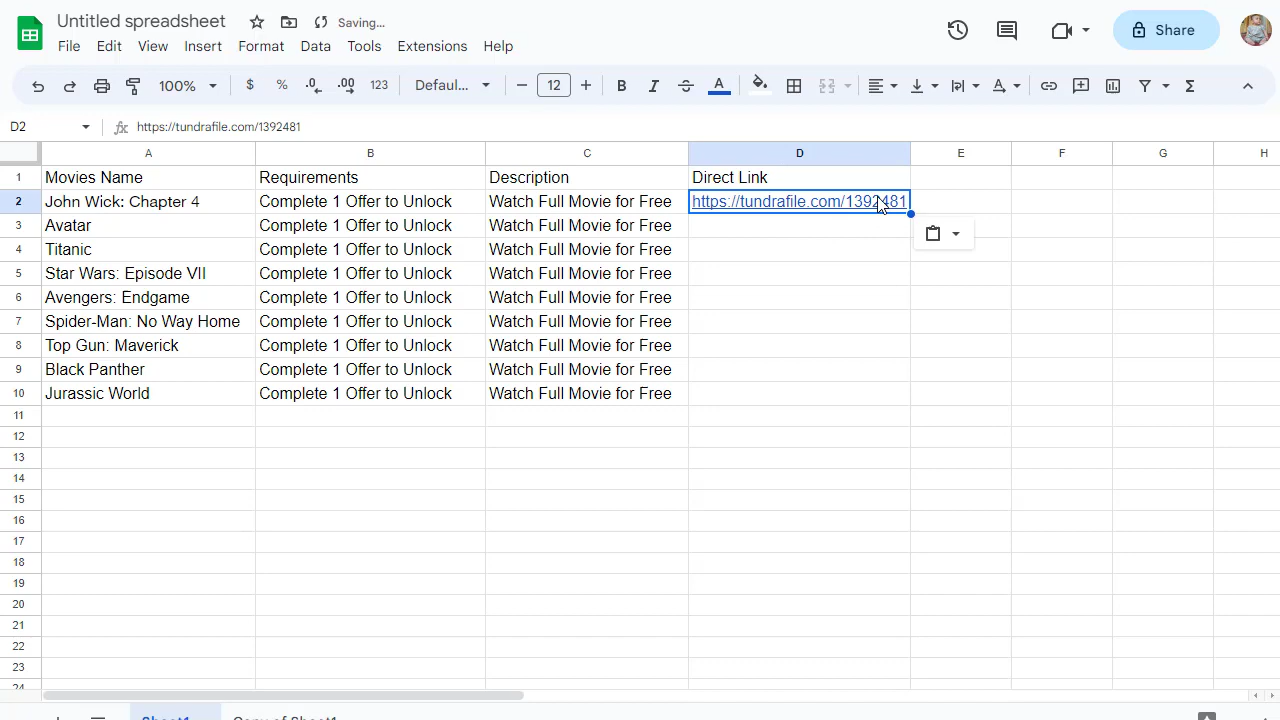 Untitled spreadsheet Saving...
File Edit View Insert Format Data Tools Extensions Help
Share
100% $ % .0 .00 123 Defaul... 12 B I S A
D2 fx https://tundrafile.com/1392481
A B C D E F G H
1 Movies Name Requirements Description Direct Link
2 John Wick: Chapter 4 Complete 1 Offer to Unlock Watch Full Movie for Free https://tundrafile.com/1392481
3 Avatar Complete 1 Offer to Unlock Watch Full Movie for Free
4 Titanic Complete 1 Offer to Unlock Watch Full Movie for Free
5 Star Wars: Episode VII Complete 1 Offer to Unlock Watch Full Movie for Free
6 Avengers: Endgame Complete 1 Offer to Unlock Watch Full Movie for Free
7 Spider-Man: No Way Home Complete 1 Offer to Unlock Watch Full Movie for Free
8 Top Gun: Maverick Complete 1 Offer to Unlock Watch Full Movie for Free
9 Black Panther Complete 1 Offer to Unlock Watch Full Movie for Free
10 Jurassic World Complete 1 Offer to Unlock Watch Full Movie for Free
11
12
13
14
15
16
17
18
19
20
21
22
23
24
Sheet1 Copy of Sheet1